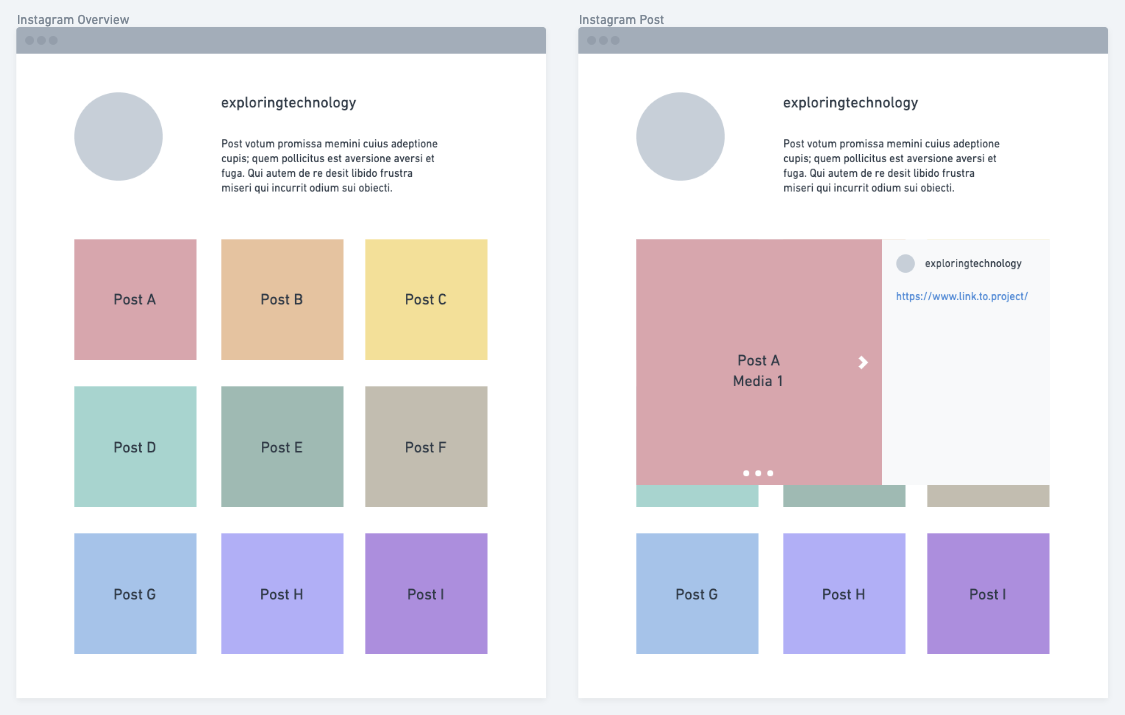 Instagram Overview
exploringtechnology
Post votum promissa memini cuius adeptione
cupis; quem pollicitus est aversione aversi et
fuga. Qui autem de re desit libido frustra
miseri qui incurrit odium sui obiecti.
Post A
Post B
Post C
Post D
Post E
Post F
Post G
Post H
Post I
Instagram Post
exploringtechnology
Post votum promissa memini cuius adeptione
cupis; quem pollicitus est aversione aversi et
fuga. Qui autem de re desit libido frustra
miseri qui incurrit odium sui obiecti.
Post A
Media 1
exploringtechnology
https://www.link.to.project/
Post G
Post H
Post I